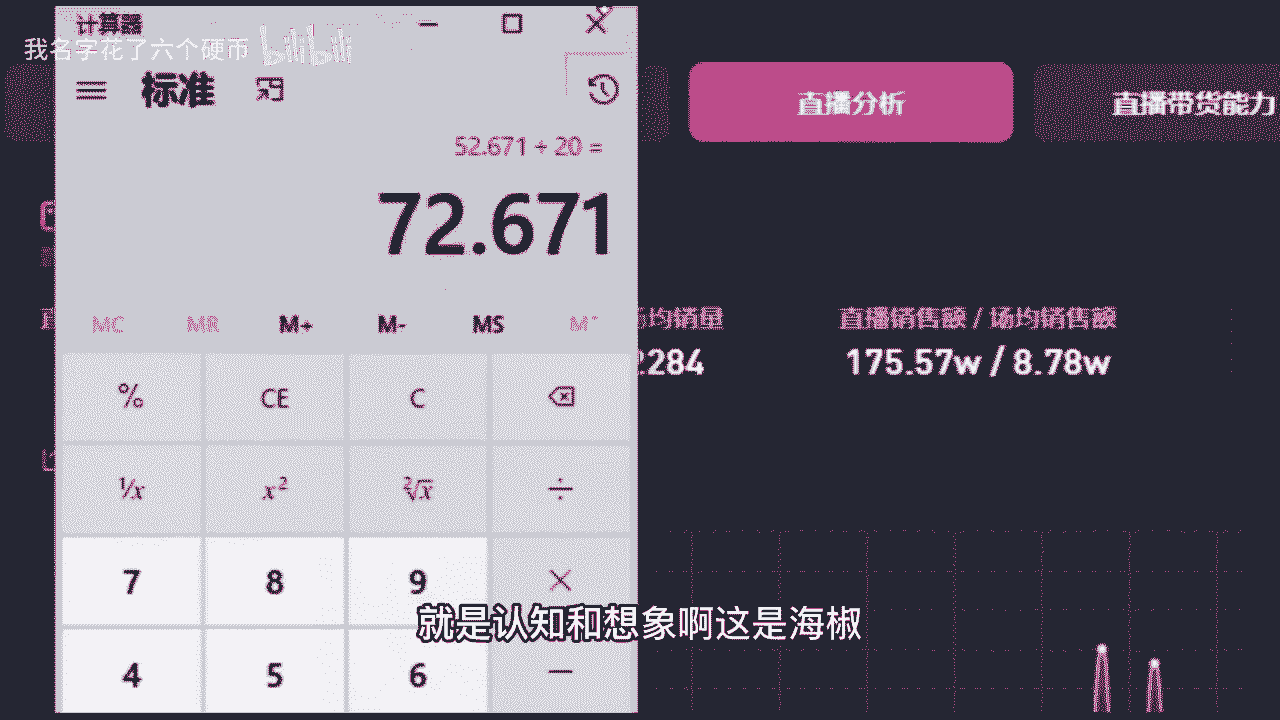 计算器
我名字花了六个硬币 bilibili
标准
直播分析
直播带货能力
52.671 + 20 =
72.671
MC MR M+ M- MS M˅
场均销量
直播销售额 / 场均销售额
2284
175.57w / 8.78w
% CE C
¹⁄x x² ²√x ÷
7 8 9 ×
就是认知和想象啊这是海椒
4 5 6 −